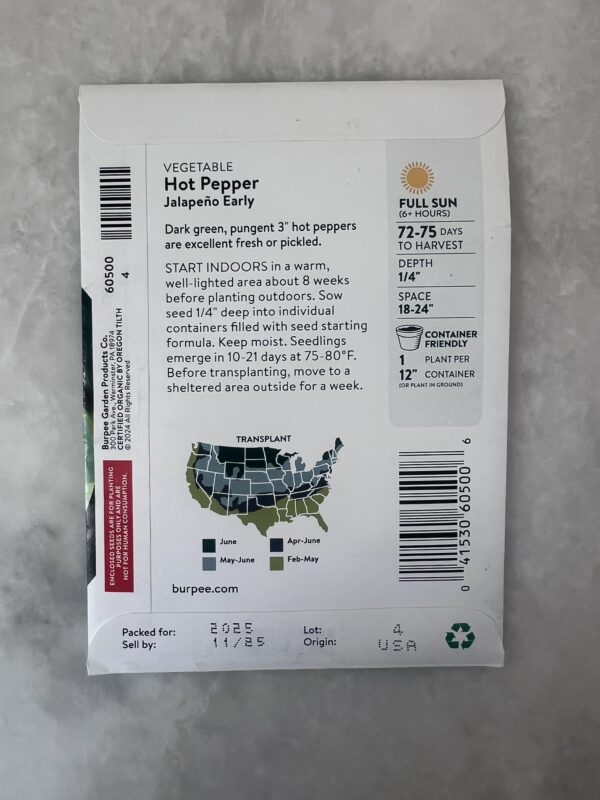 VEGETABLE
Hot Pepper
Jalapeño Early
Dark green, pungent 3" hot peppers
are excellent fresh or pickled.
START INDOORS in a warm,
well-lighted area about 8 weeks
before planting outdoors. Sow
seed 1/4" deep into individual
containers filled with seed starting
formula. Keep moist. Seedlings
emerge in 10-21 days at 75-80°F.
Before transplanting, move to a
sheltered area outside for a week.
FULL SUN
(6+ HOURS)
72-75 DAYS
TO HARVEST
DEPTH
1/4"
SPACE
18-24"
CONTAINER
FRIENDLY
1 PLANT PER
12" CONTAINER
(OR PLANT IN GROUND)
TRANSPLANT
June
Apr-June
May-June
Feb-May
burpee.com
0 41530 60500 6
60500
4
Burpee Garden Products Co.
300 Park Ave., Warminster, PA 18974
CERTIFIED ORGANIC BY OREGON TILTH
© 2024 All Rights Reserved
ENCLOSED SEEDS ARE FOR PLANTING
PURPOSES ONLY AND ARE
NOT FOR HUMAN CONSUMPTION.
Packed for: 2025
Sell by: 11/25
Lot: 4
Origin: USA